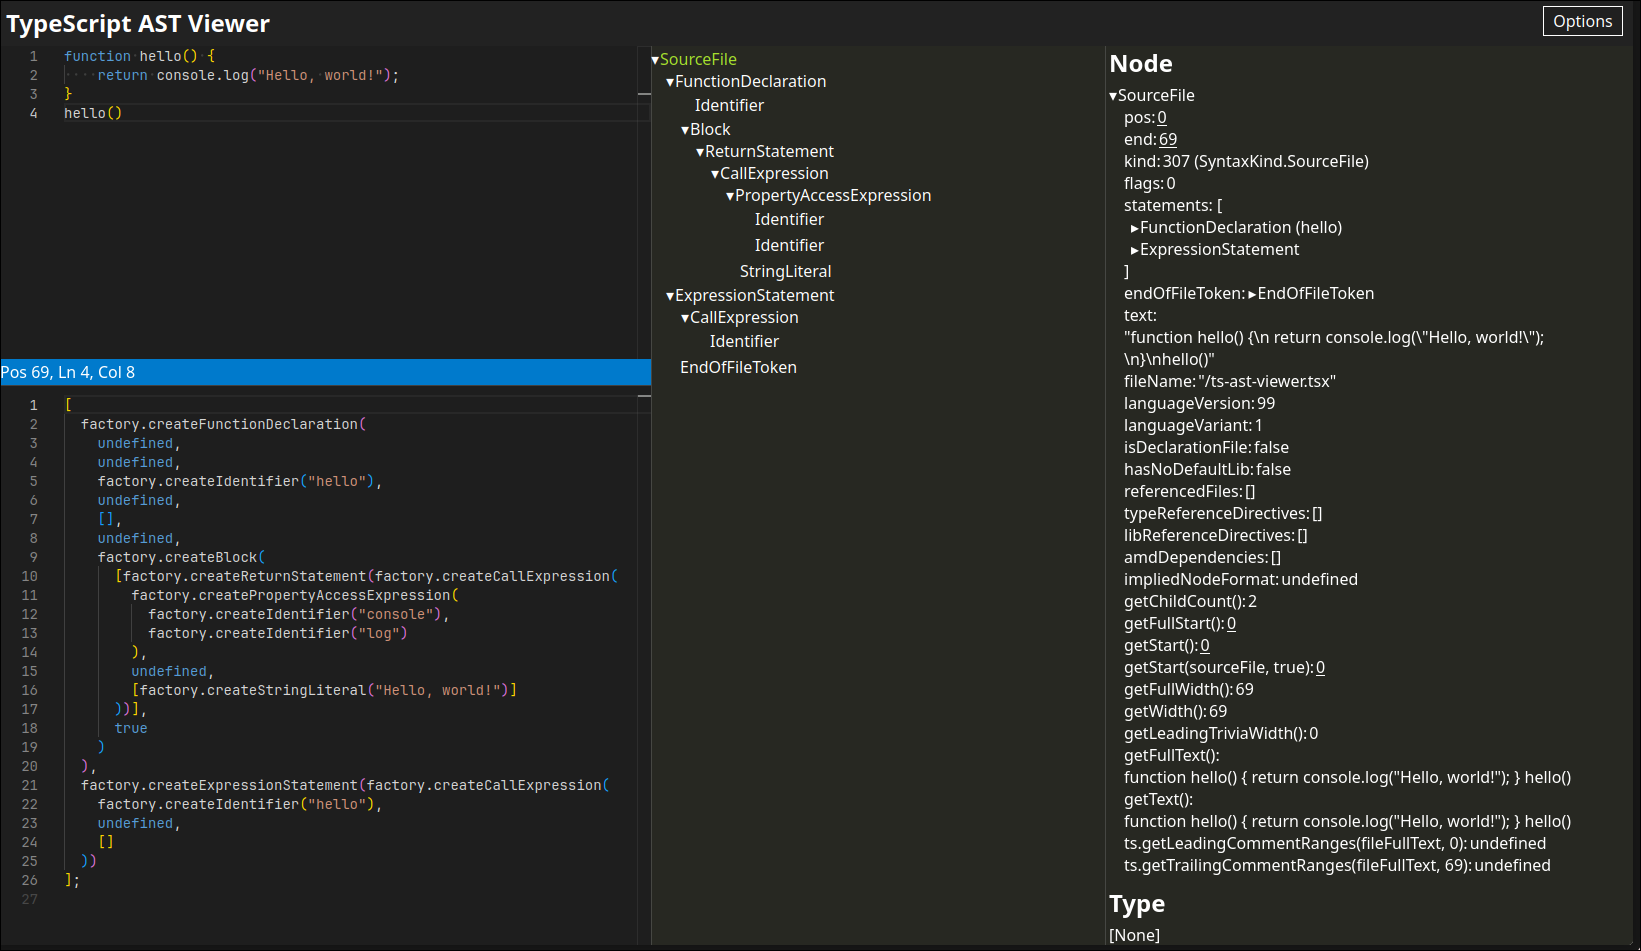 TypeScript AST Viewer
Options
1 function hello() {
2 return console.log("Hello, world!");
3 }
4 hello()
Pos 69, Ln 4, Col 8
1 [
2 factory.createFunctionDeclaration(
3 undefined,
4 undefined,
5 factory.createIdentifier("hello"),
6 undefined,
7 [],
8 undefined,
9 factory.createBlock(
10 [factory.createReturnStatement(factory.createCallExpression(
11 factory.createPropertyAccessExpression(
12 factory.createIdentifier("console"),
13 factory.createIdentifier("log")
14 ),
15 undefined,
16 [factory.createStringLiteral("Hello, world!")]
17 ))],
18 true
19 )
20 ),
21 factory.createExpressionStatement(factory.createCallExpression(
22 factory.createIdentifier("hello"),
23 undefined,
24 []
25 ))
26 ];
27
▾SourceFile
▾FunctionDeclaration
Identifier
▾Block
▾ReturnStatement
▾CallExpression
▾PropertyAccessExpression
Identifier
Identifier
StringLiteral
▾ExpressionStatement
▾CallExpression
Identifier
EndOfFileToken
Node
▾SourceFile
pos: 0
end: 69
kind: 307 (SyntaxKind.SourceFile)
flags: 0
statements: [
▸FunctionDeclaration (hello)
▸ExpressionStatement
]
endOfFileToken: ▸EndOfFileToken
text:
"function hello() {\n return console.log(\"Hello, world!\");
\n}\nhello()"
fileName: "/ts-ast-viewer.tsx"
languageVersion: 99
languageVariant: 1
isDeclarationFile: false
hasNoDefaultLib: false
referencedFiles: []
typeReferenceDirectives: []
libReferenceDirectives: []
amdDependencies: []
impliedNodeFormat: undefined
getChildCount(): 2
getFullStart(): 0
getStart(): 0
getStart(sourceFile, true): 0
getFullWidth(): 69
getWidth(): 69
getLeadingTriviaWidth(): 0
getFullText():
function hello() { return console.log("Hello, world!"); } hello()
getText():
function hello() { return console.log("Hello, world!"); } hello()
ts.getLeadingCommentRanges(fileFullText, 0): undefined
ts.getTrailingCommentRanges(fileFullText, 69): undefined
Type
[None]